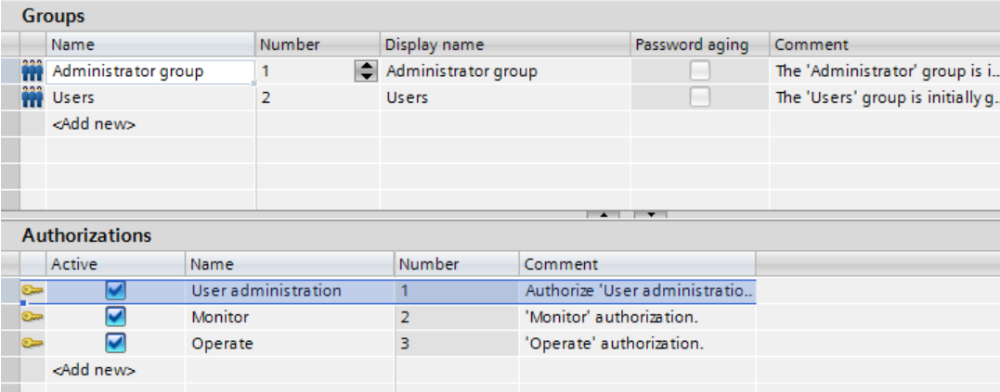 Groups
Name Number Display name Password aging Comment
Administrator group 1 Administrator group The 'Administrator' group is i...
Users 2 Users The 'Users' group is initially g...
<Add new>
Authorizations
Active Name Number Comment
User administration 1 Authorize 'User administratio...
Monitor 2 'Monitor' authorization.
Operate 3 'Operate' authorization.
<Add new>